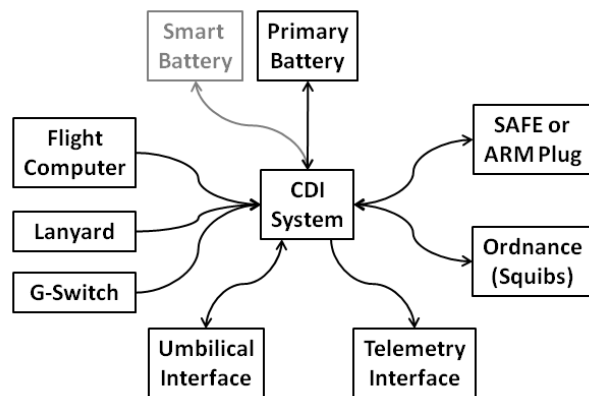 Smart
Battery
Primary
Battery
Flight
Computer
Lanyard
G-Switch
CDI
System
SAFE or
ARM Plug
Ordnance
(Squibs)
Umbilical
Interface
Telemetry
Interface